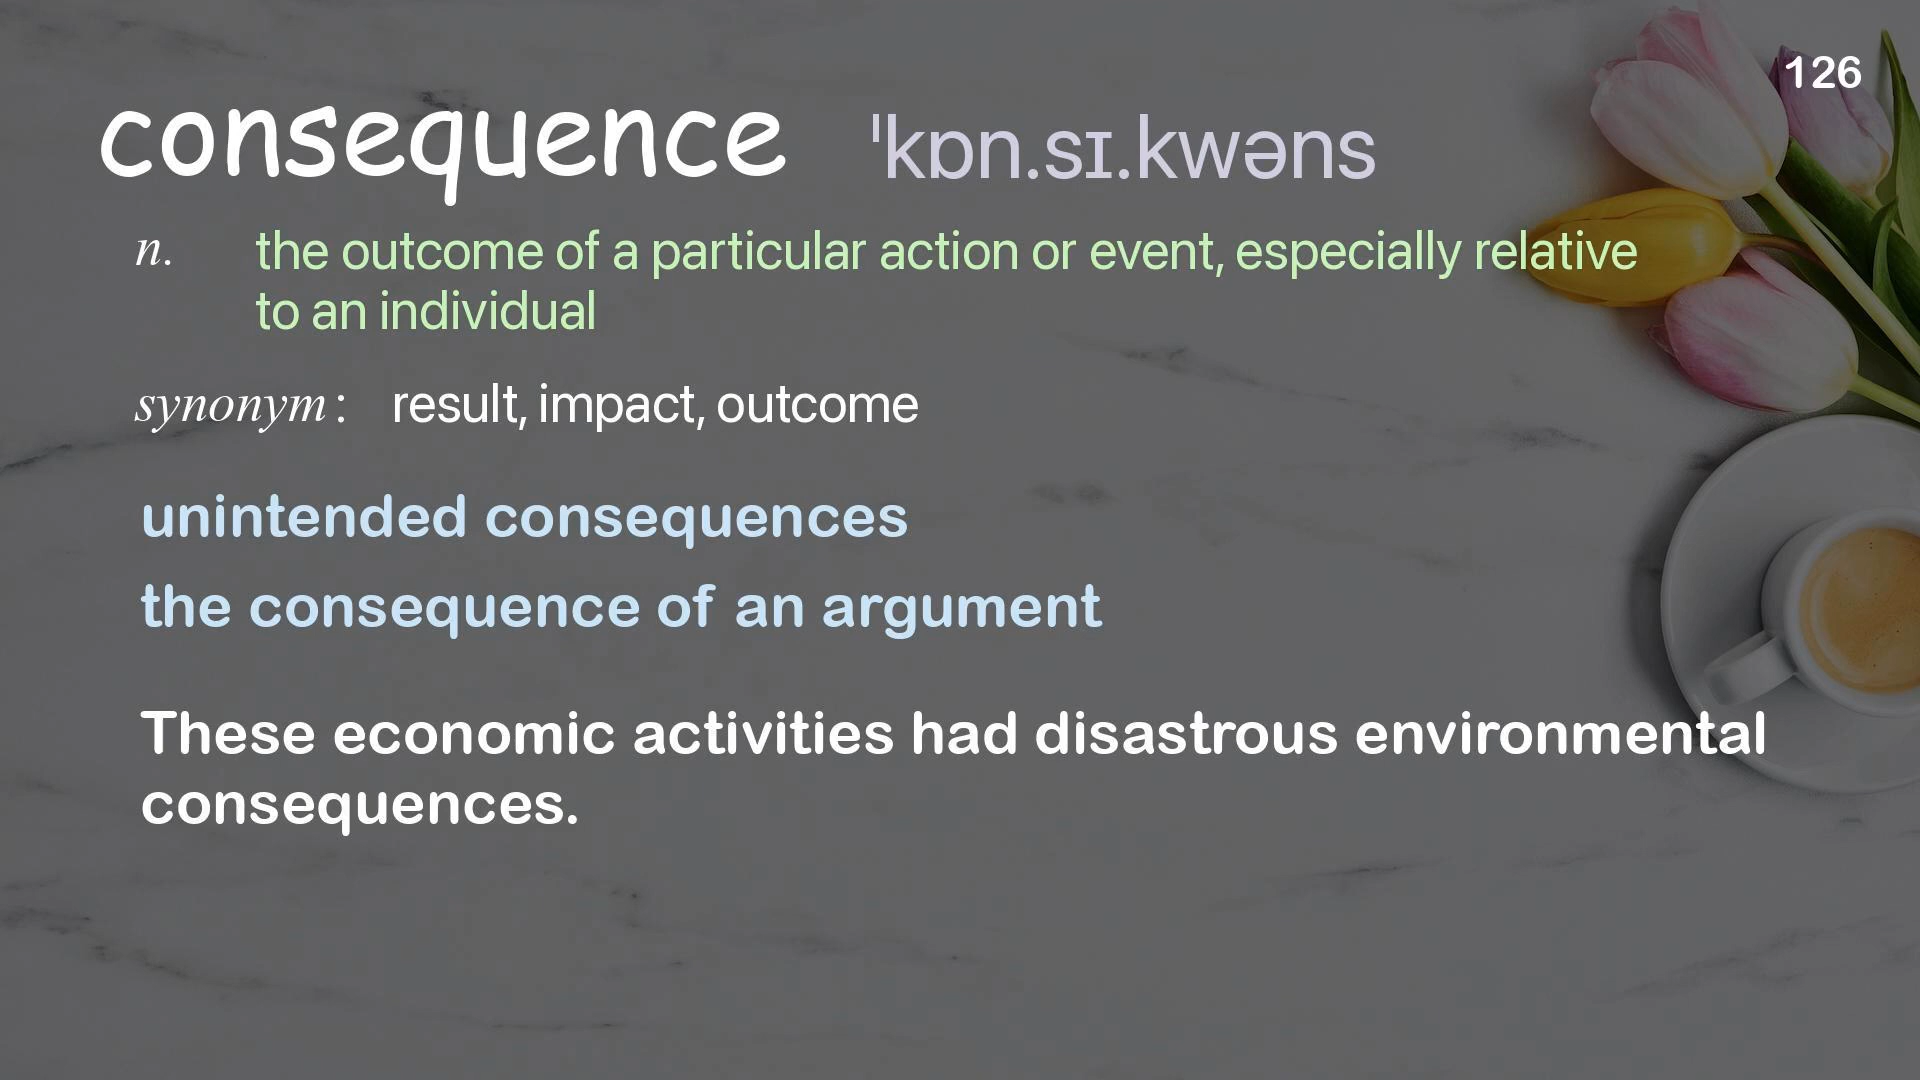 126
consequence ˈkɒn.sɪ.kwəns
n. the outcome of a particular action or event, especially relative
to an individual
synonym: result, impact, outcome
unintended consequences
the consequence of an argument
These economic activities had disastrous environmental
consequences.